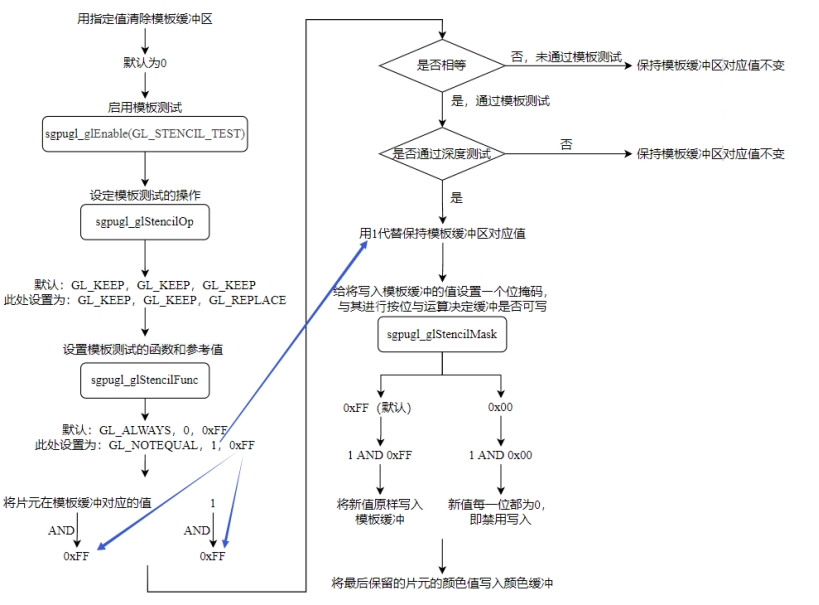 用指定值清除模板缓冲区
默认为0
启用模板测试
sgpugl_glEnable(GL_STENCIL_TEST)
设定模板测试的操作
sgpugl_glStencilOp
默认：GL_KEEP，GL_KEEP，GL_KEEP
此处设置为：GL_KEEP，GL_KEEP，GL_REPLACE
设置模板测试的函数和参考值
sgpugl_glStencilFunc
默认：GL_ALWAYS，0，0xFF
此处设置为：GL_NOTEQUAL，1，0xFF
将片元在模板缓冲对应的值
AND
0xFF
1
AND
0xFF
是否相等
否，未通过模板测试
保持模板缓冲区对应值不变
是，通过模板测试
是否通过深度测试
否
保持模板缓冲区对应值不变
是
用1代替保持模板缓冲区对应值
给将写入模板缓冲的值设置一个位掩码，
与其进行按位与运算决定缓冲是否可写
sgpugl_glStencilMask
0xFF（默认）
1 AND 0xFF
将新值原样写入
模板缓冲
0x00
1 AND 0x00
新值每一位都为0，
即禁用写入
将最后保留的片元的颜色值写入颜色缓冲